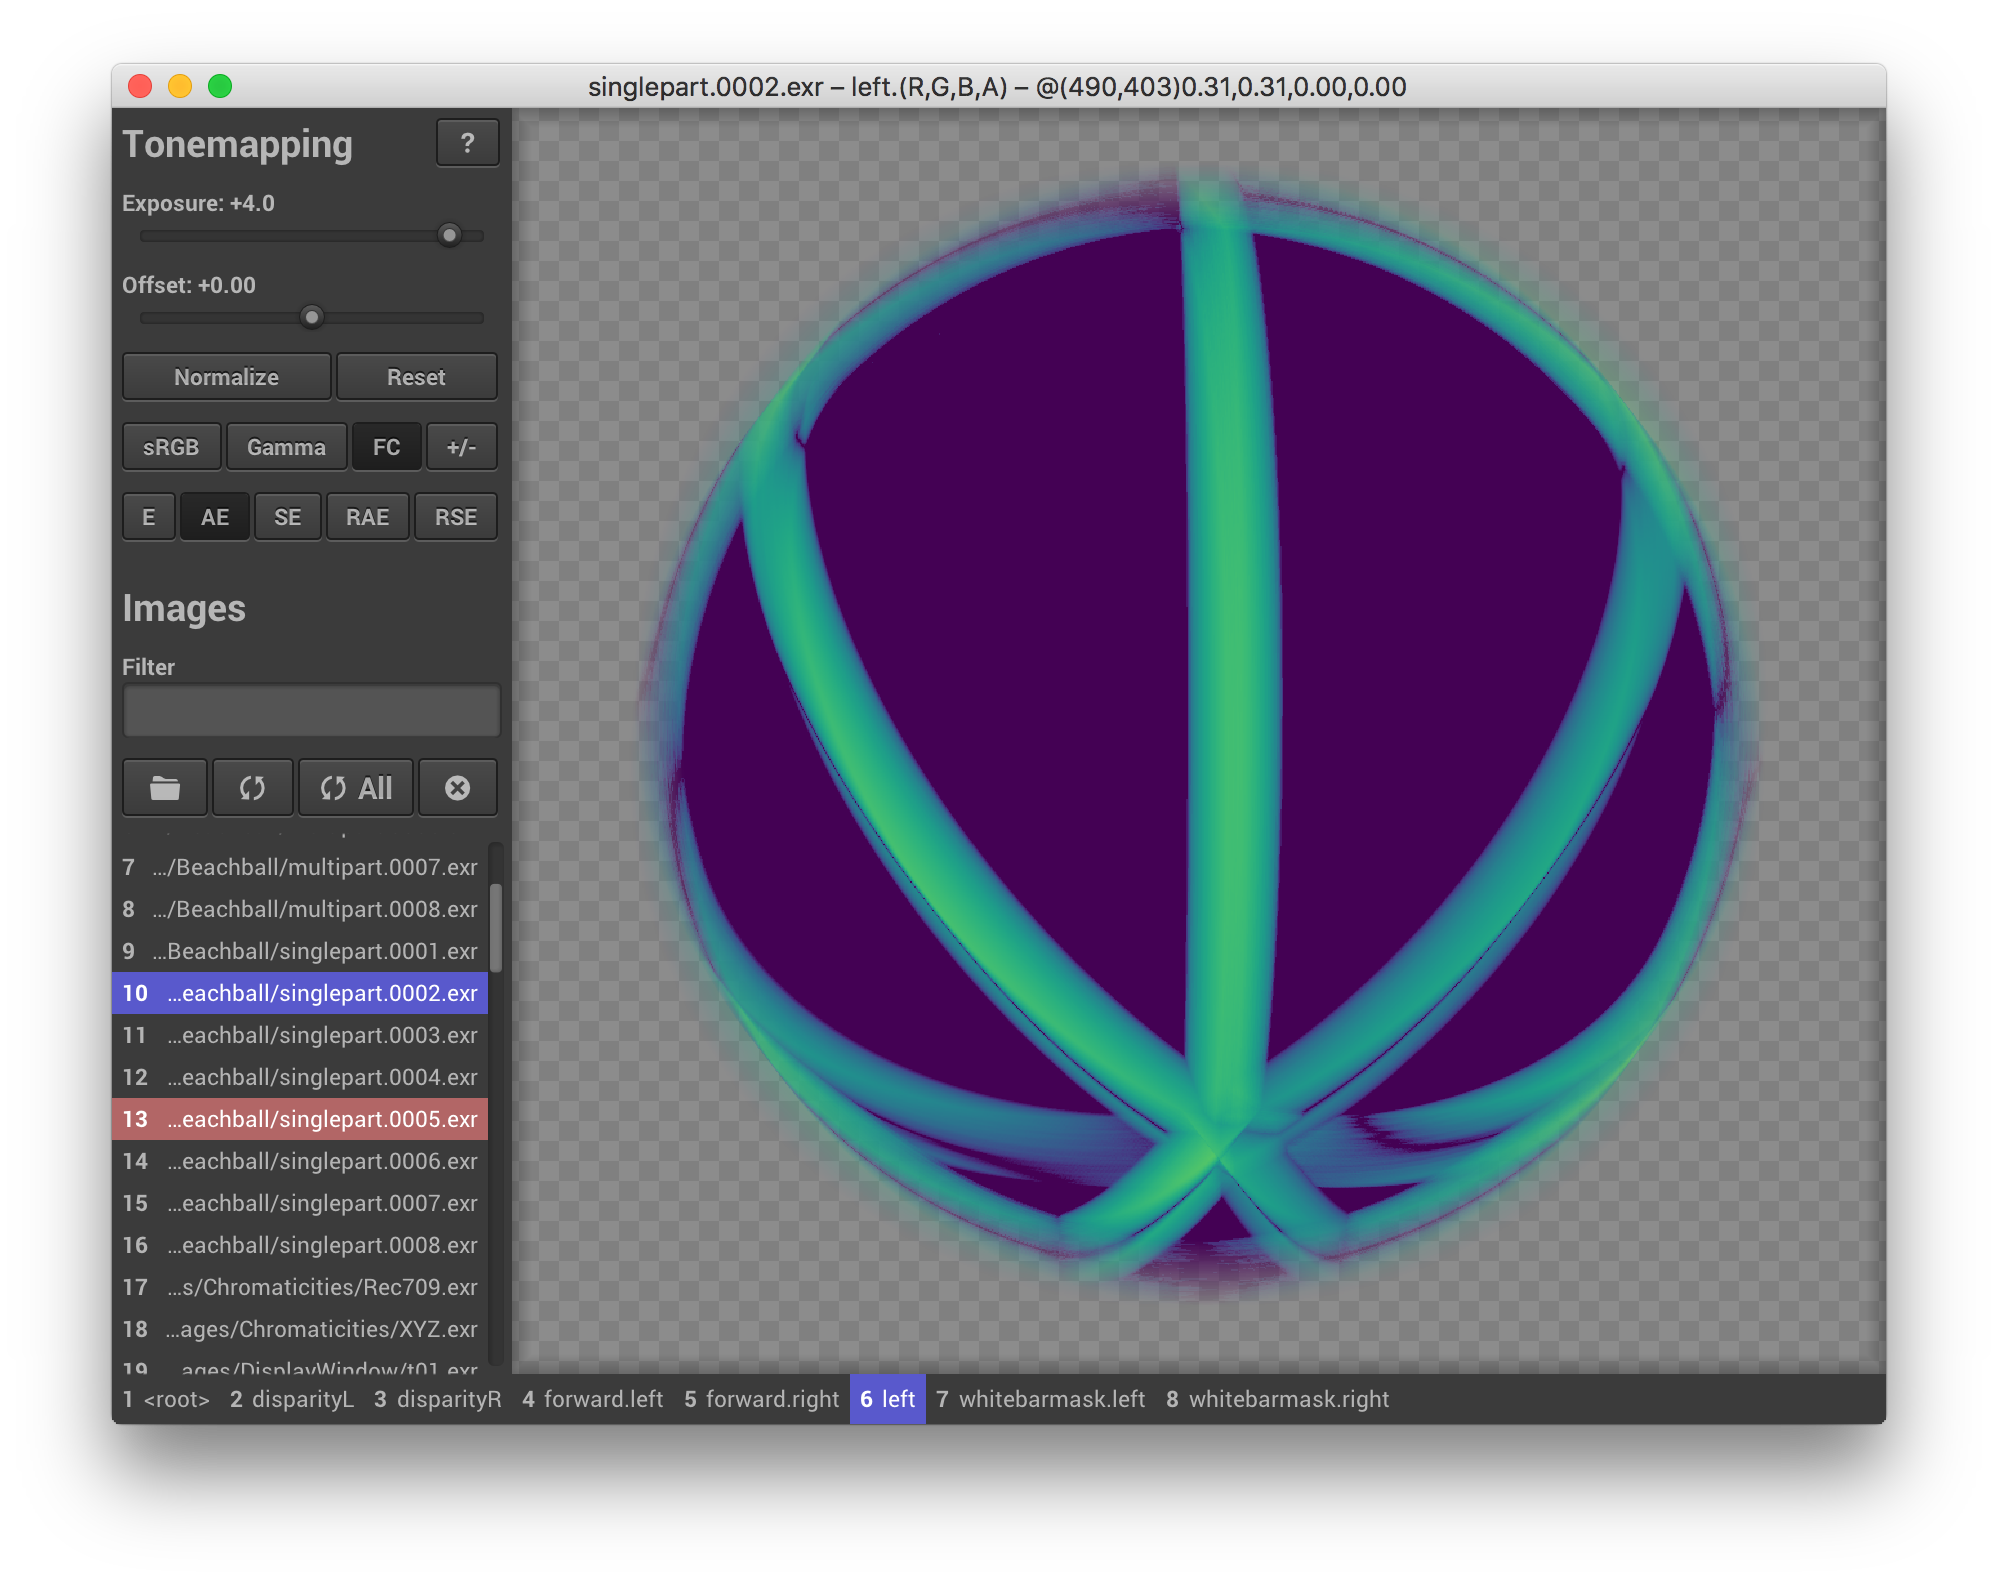 singlepart.0002.exr – left.(R,G,B,A) – @(490,403)0.31,0.31,0.00,0.00
Tonemapping ?
Exposure: +4.0
Offset: +0.00
Normalize Reset
sRGB Gamma FC +/-
E AE SE RAE RSE
Images
Filter
All
7 .../Beachball/multipart.0007.exr
8 .../Beachball/multipart.0008.exr
9 ...Beachball/singlepart.0001.exr
10 ...eachball/singlepart.0002.exr
11 ...eachball/singlepart.0003.exr
12 ...eachball/singlepart.0004.exr
13 ...eachball/singlepart.0005.exr
14 ...eachball/singlepart.0006.exr
15 ...eachball/singlepart.0007.exr
16 ...eachball/singlepart.0008.exr
17 ...s/Chromaticities/Rec709.exr
18 ...ages/Chromaticities/XYZ.exr
19 ...ages/DisplayWindow/t01.exr
1 <root> 2 disparityL 3 disparityR 4 forward.left 5 forward.right 6 left 7 whitebarmask.left 8 whitebarmask.right